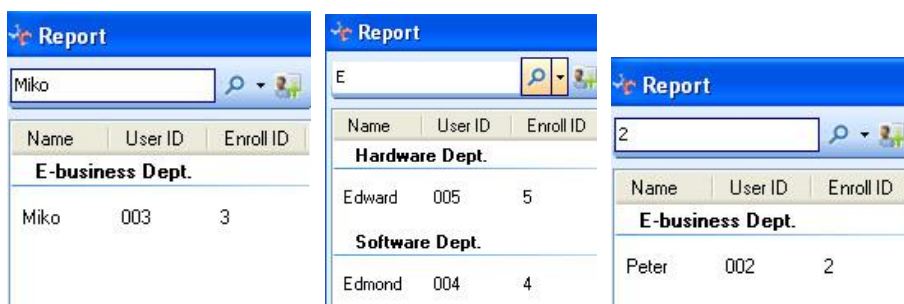 Report
Miko
Name User ID Enroll ID
E-business Dept.
Miko 003 3
Report
E
Name User ID Enroll ID
Hardware Dept.
Edward 005 5
Software Dept.
Edmond 004 4
Report
2
Name User ID Enroll ID
E-business Dept.
Peter 002 2